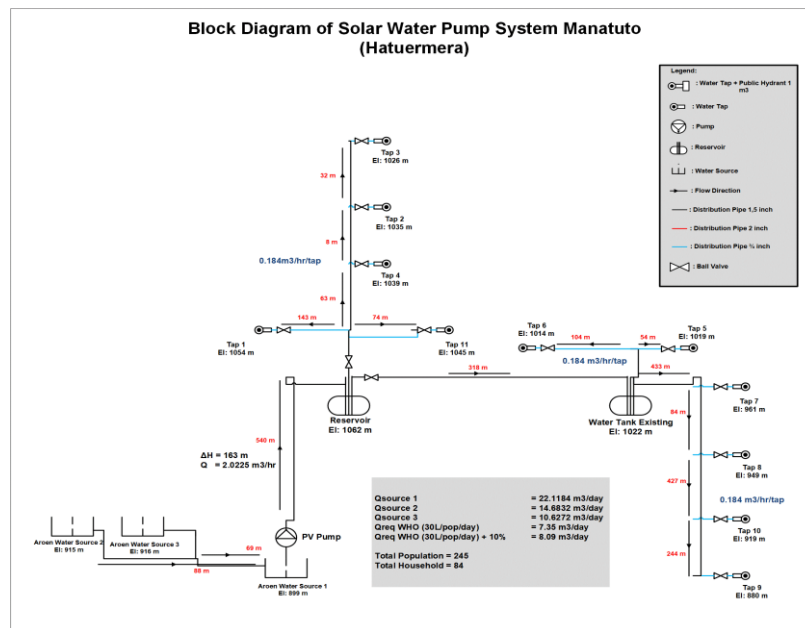 Block Diagram of Solar Water Pump System Manatuto
(Hatuermera)
Legend:
: Water Tap + Public Hydrant 1
m3
: Water Tap
: Pump
: Reservoir
: Water Source
: Flow Direction
: Distribution Pipe 1,5 inch
: Distribution Pipe 2 inch
: Distribution Pipe ¾ inch
: Ball Valve
Tap 3
El: 1026 m
32 m
Tap 2
El: 1035 m
8 m
0.184m3/hr/tap
Tap 4
El: 1039 m
63 m
143 m
74 m
Tap 1
El: 1054 m
Tap 11
El: 1045 m
Tap 6
El: 1014 m
104 m
54 m
Tap 5
El: 1019 m
0.184 m3/hr/tap
318 m
433 m
Reservoir
El: 1062 m
Water Tank Existing
El: 1022 m
Tap 7
El: 961 m
84 m
540 m
ΔH = 163 m
Q = 2.0225 m3/hr
Tap 8
El: 949 m
427 m
0.184 m3/hr/tap
Tap 10
El: 919 m
244 m
Tap 9
El: 880 m
Qsource 1 = 22.1184 m3/day
Qsource 2 = 14.6832 m3/day
Qsource 3 = 10.6272 m3/day
Qreq WHO (30L/pop/day) = 7.35 m3/day
Qreq WHO (30L/pop/day) + 10% = 8.09 m3/day
Total Population = 245
Total Household = 84
PV Pump
Aroen Water Source 2
El: 915 m
Aroen Water Source 3
El: 916 m
69 m
88 m
Aroen Water Source 1
El: 899 m